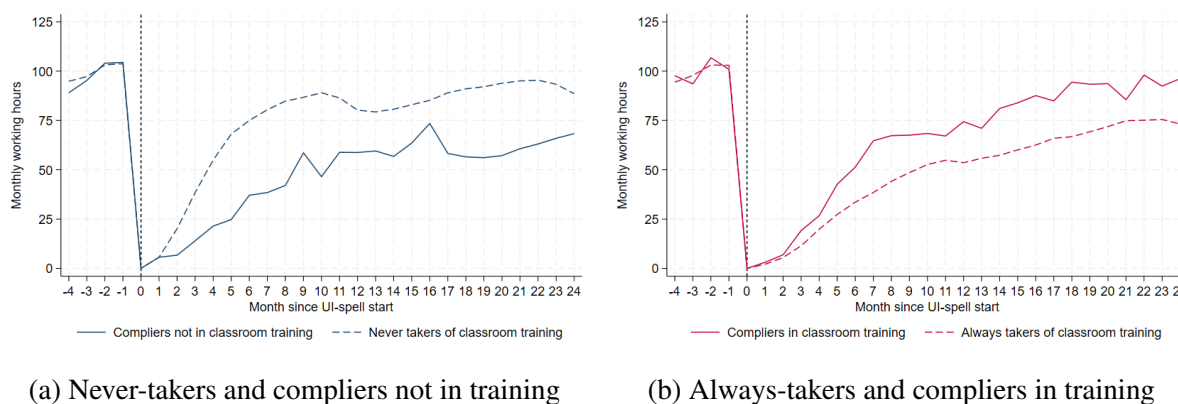 125
100
75
50
25
0
Monthly working hours
-4 -3 -2 -1 0 1 2 3 4 5 6 7 8 9 10 11 12 13 14 15 16 17 18 19 20 21 22 23 24
Month since UI-spell start
Compliers not in classroom training Never takers of classroom training
(a) Never-takers and compliers not in training
125
100
75
50
25
0
Monthly working hours
-4 -3 -2 -1 0 1 2 3 4 5 6 7 8 9 10 11 12 13 14 15 16 17 18 19 20 21 22 23
Month since UI-spell start
Compliers in classroom training Always takers of classroom training
(b) Always-takers and compliers in training